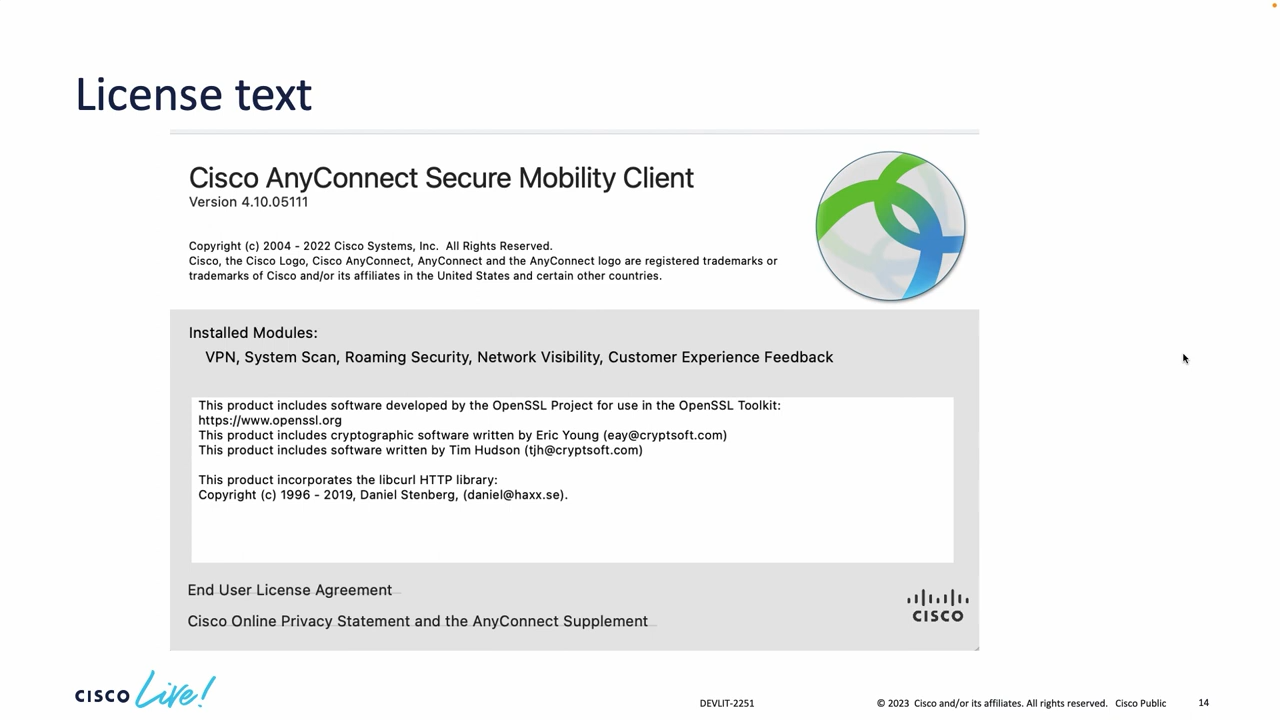 License text
Cisco AnyConnect Secure Mobility Client
Version 4.10.05111
Copyright (c) 2004 - 2022 Cisco Systems, Inc.  All Rights Reserved.
Cisco, the Cisco Logo, Cisco AnyConnect, AnyConnect and the AnyConnect logo are registered trademarks or
trademarks of Cisco and/or its affiliates in the United States and certain other countries.
Installed Modules:
VPN, System Scan, Roaming Security, Network Visibility, Customer Experience Feedback
This product includes software developed by the OpenSSL Project for use in the OpenSSL Toolkit:
https://www.openssl.org
This product includes cryptographic software written by Eric Young (eay@cryptsoft.com)
This product includes software written by Tim Hudson (tjh@cryptsoft.com)
This product incorporates the libcurl HTTP library:
Copyright (c) 1996 - 2019, Daniel Stenberg, (daniel@haxx.se).
End User License Agreement
Cisco Online Privacy Statement and the AnyConnect Supplement
CISCO
CISCO Live!
DEVLIT-2251
© 2023 Cisco and/or its affiliates. All rights reserved. Cisco Public
14